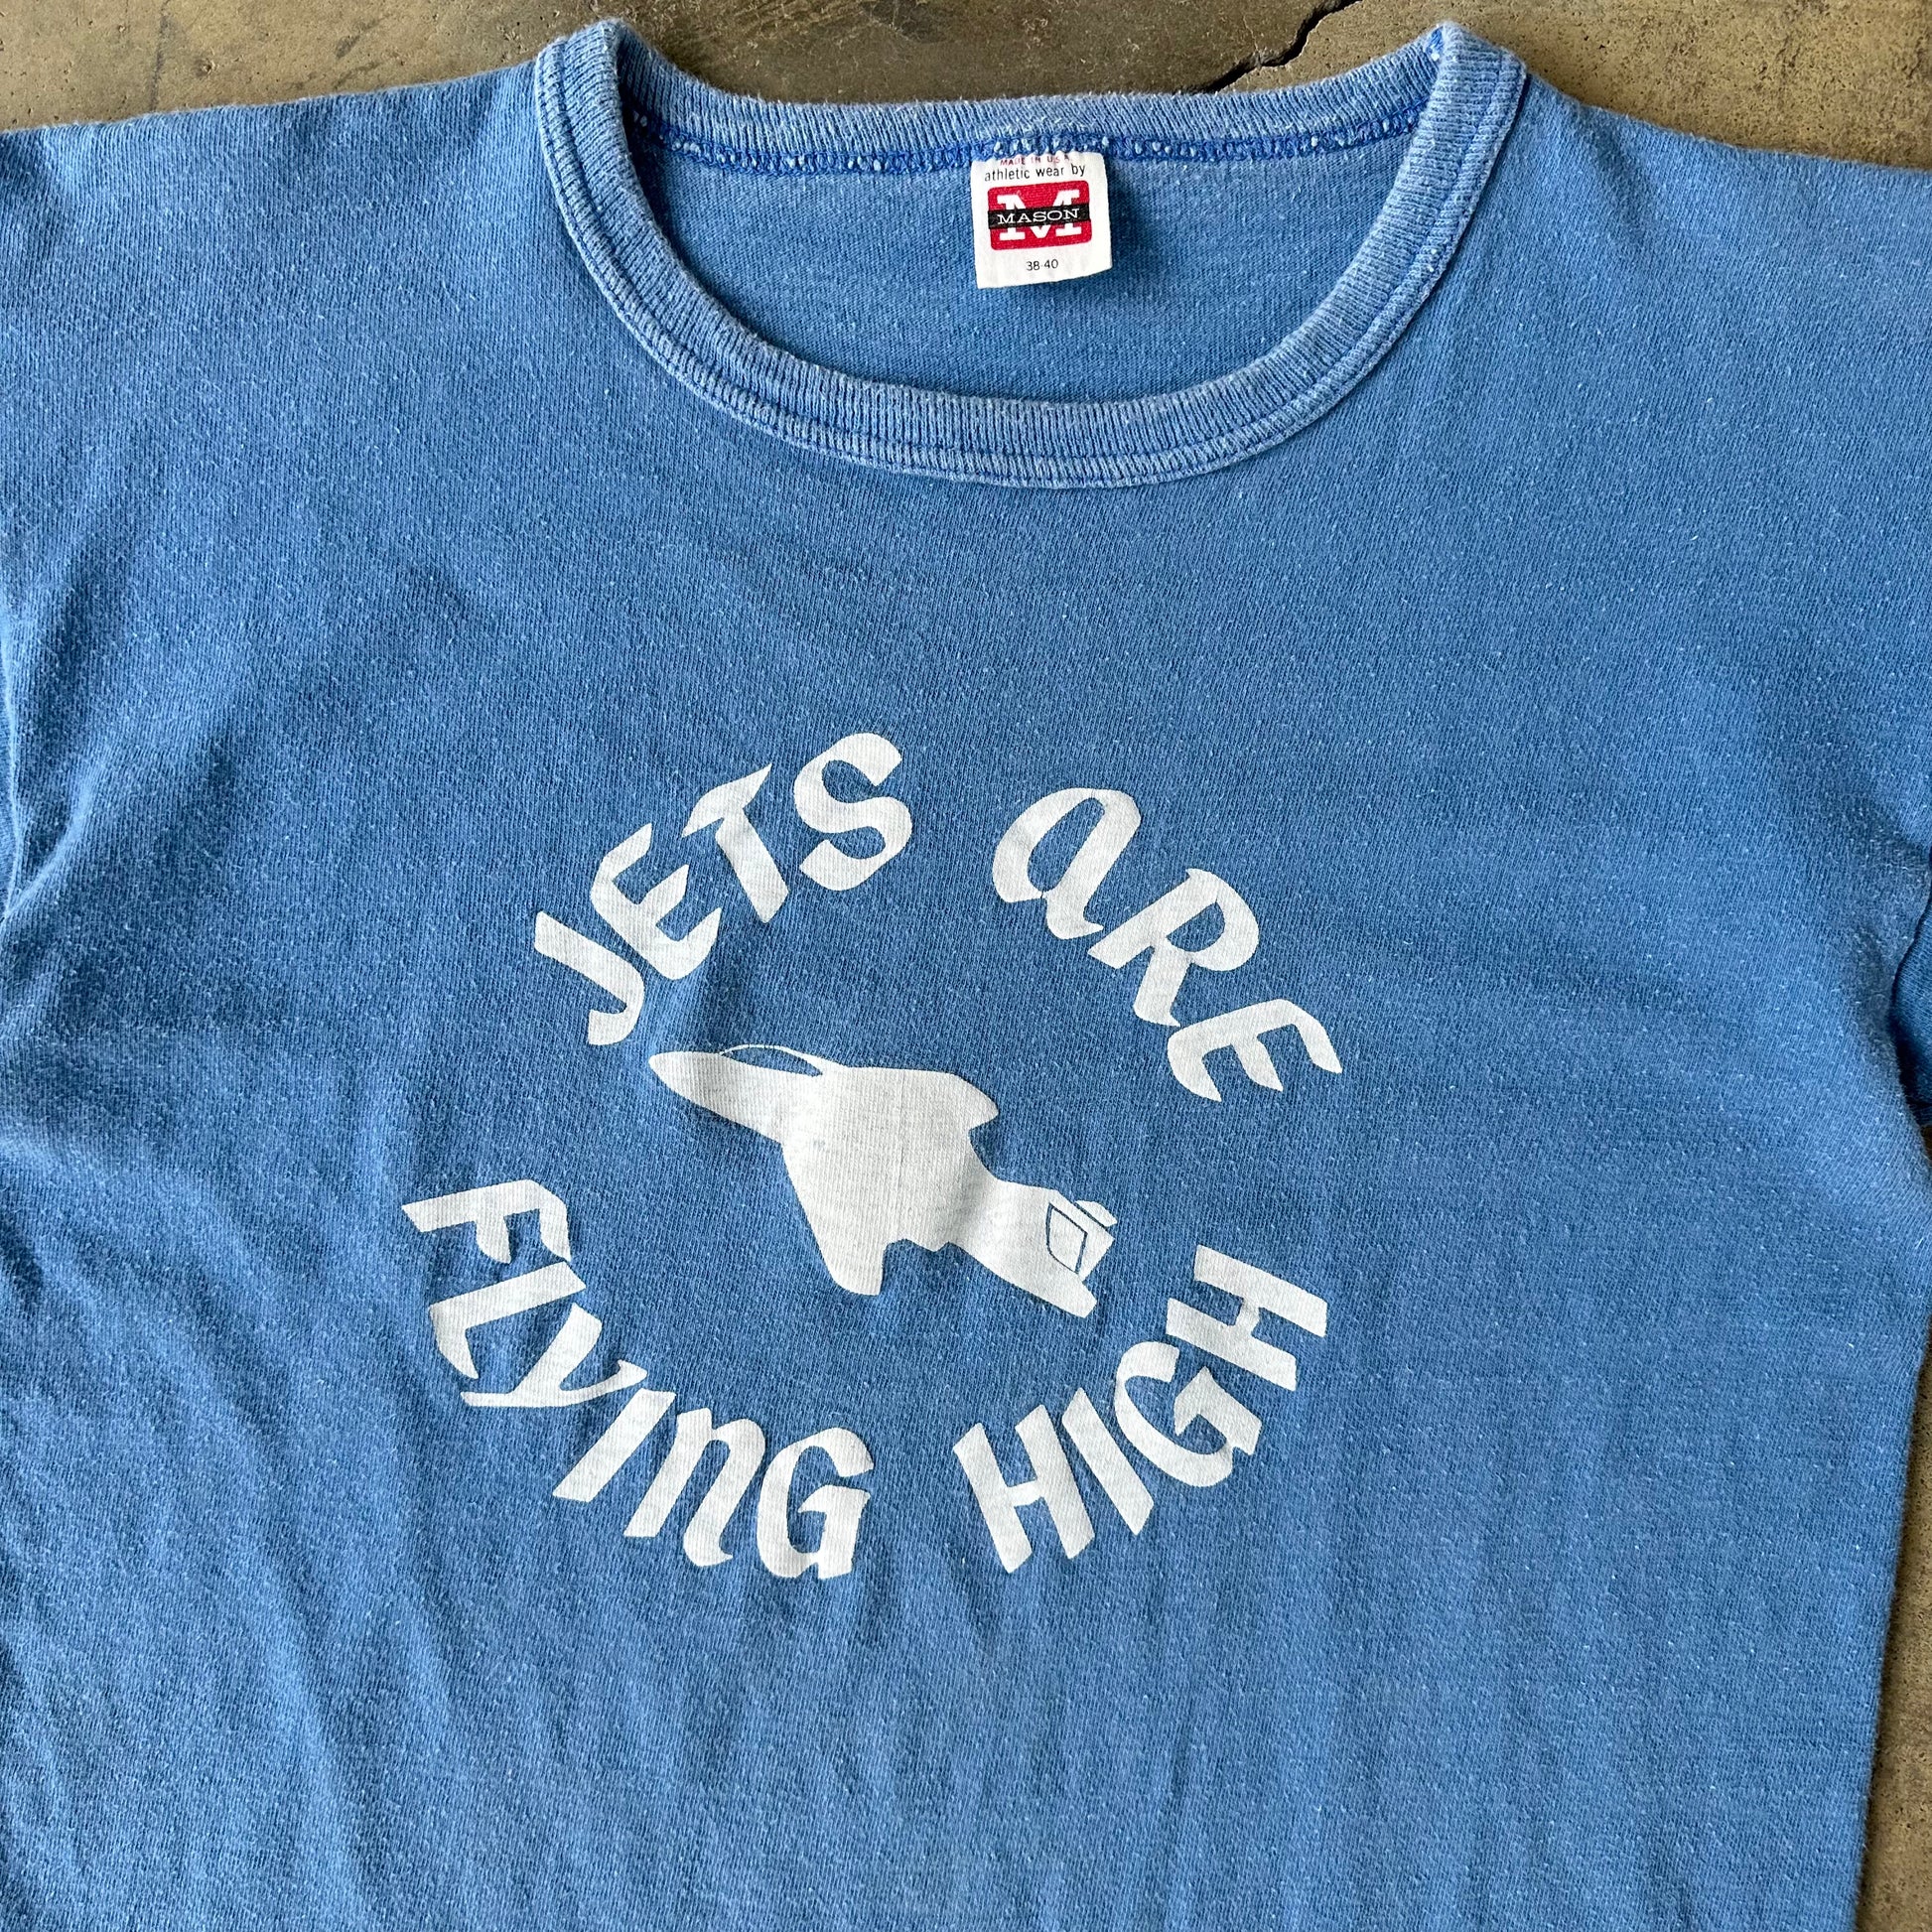 MADE IN U.S.A.
athletic wear by
MASON
38-40
JETS ARE
FLYING HIGH